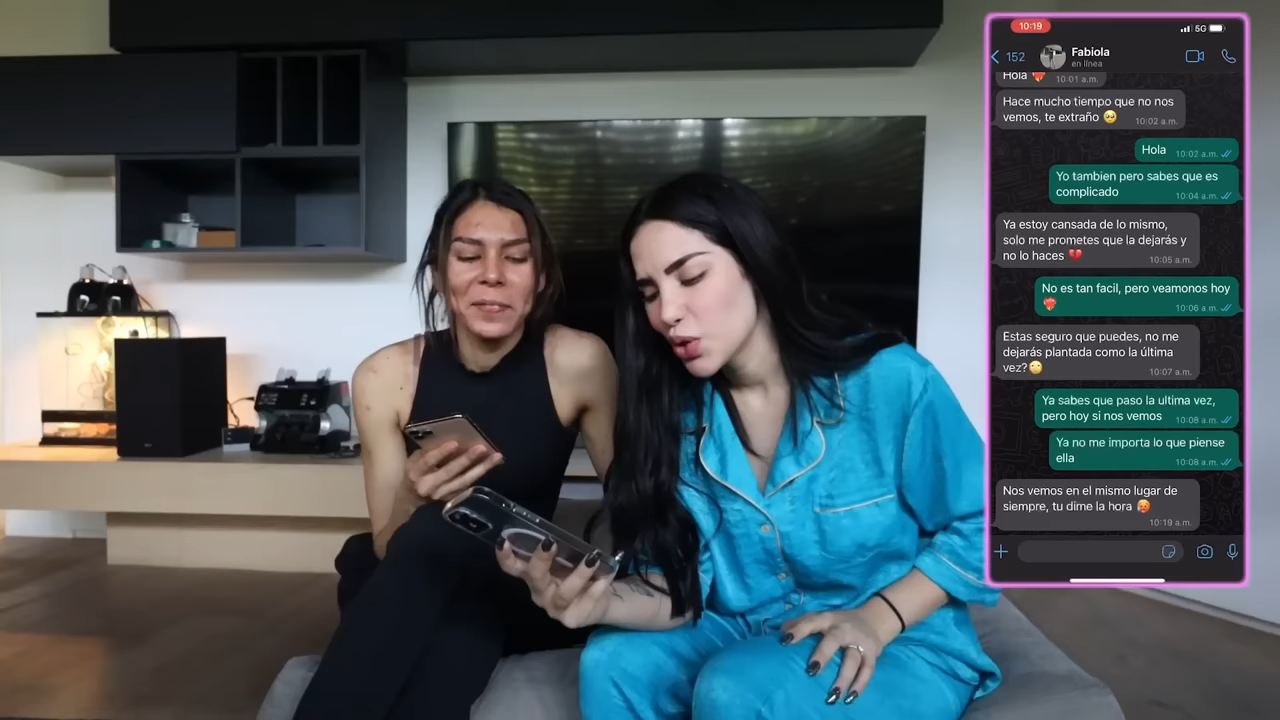 10:19
5G
152
Fabiola
en línea
Hola
10:01 a.m.
Hace mucho tiempo que no nos
vemos, te extraño 🥺
10:02 a.m.
Hola
10:02 a.m.
Yo tambien pero sabes que es
complicado
10:04 a.m.
Ya estoy cansada de lo mismo,
solo me prometes que la dejarás y
no lo haces 💔
10:05 a.m.
No es tan facil, pero veamonos hoy
❤️‍🔥
10:06 a.m.
Estas seguro que puedes, no me
dejarás plantada como la última
vez?🙄
10:07 a.m.
Ya sabes que paso la ultima vez,
pero hoy si nos vemos
10:08 a.m.
Ya no me importa lo que piense
ella
10:08 a.m.
Nos vemos en el mismo lugar de
siempre, tu dime la hora 🥵
10:19 a.m.